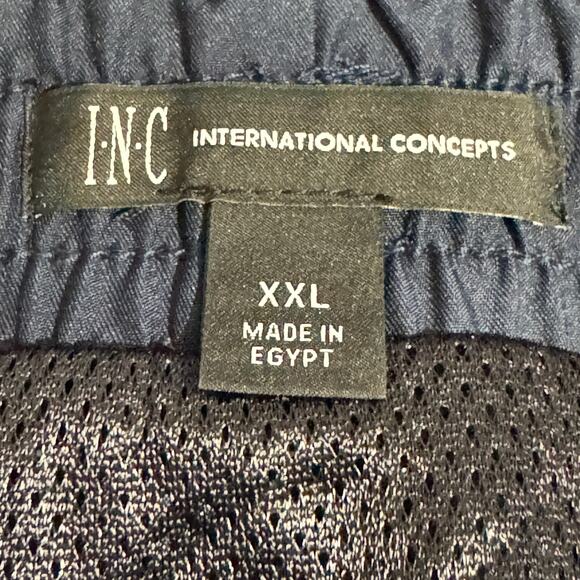 I·N·C INTERNATIONAL CONCEPTS
XXL
MADE IN
EGYPT